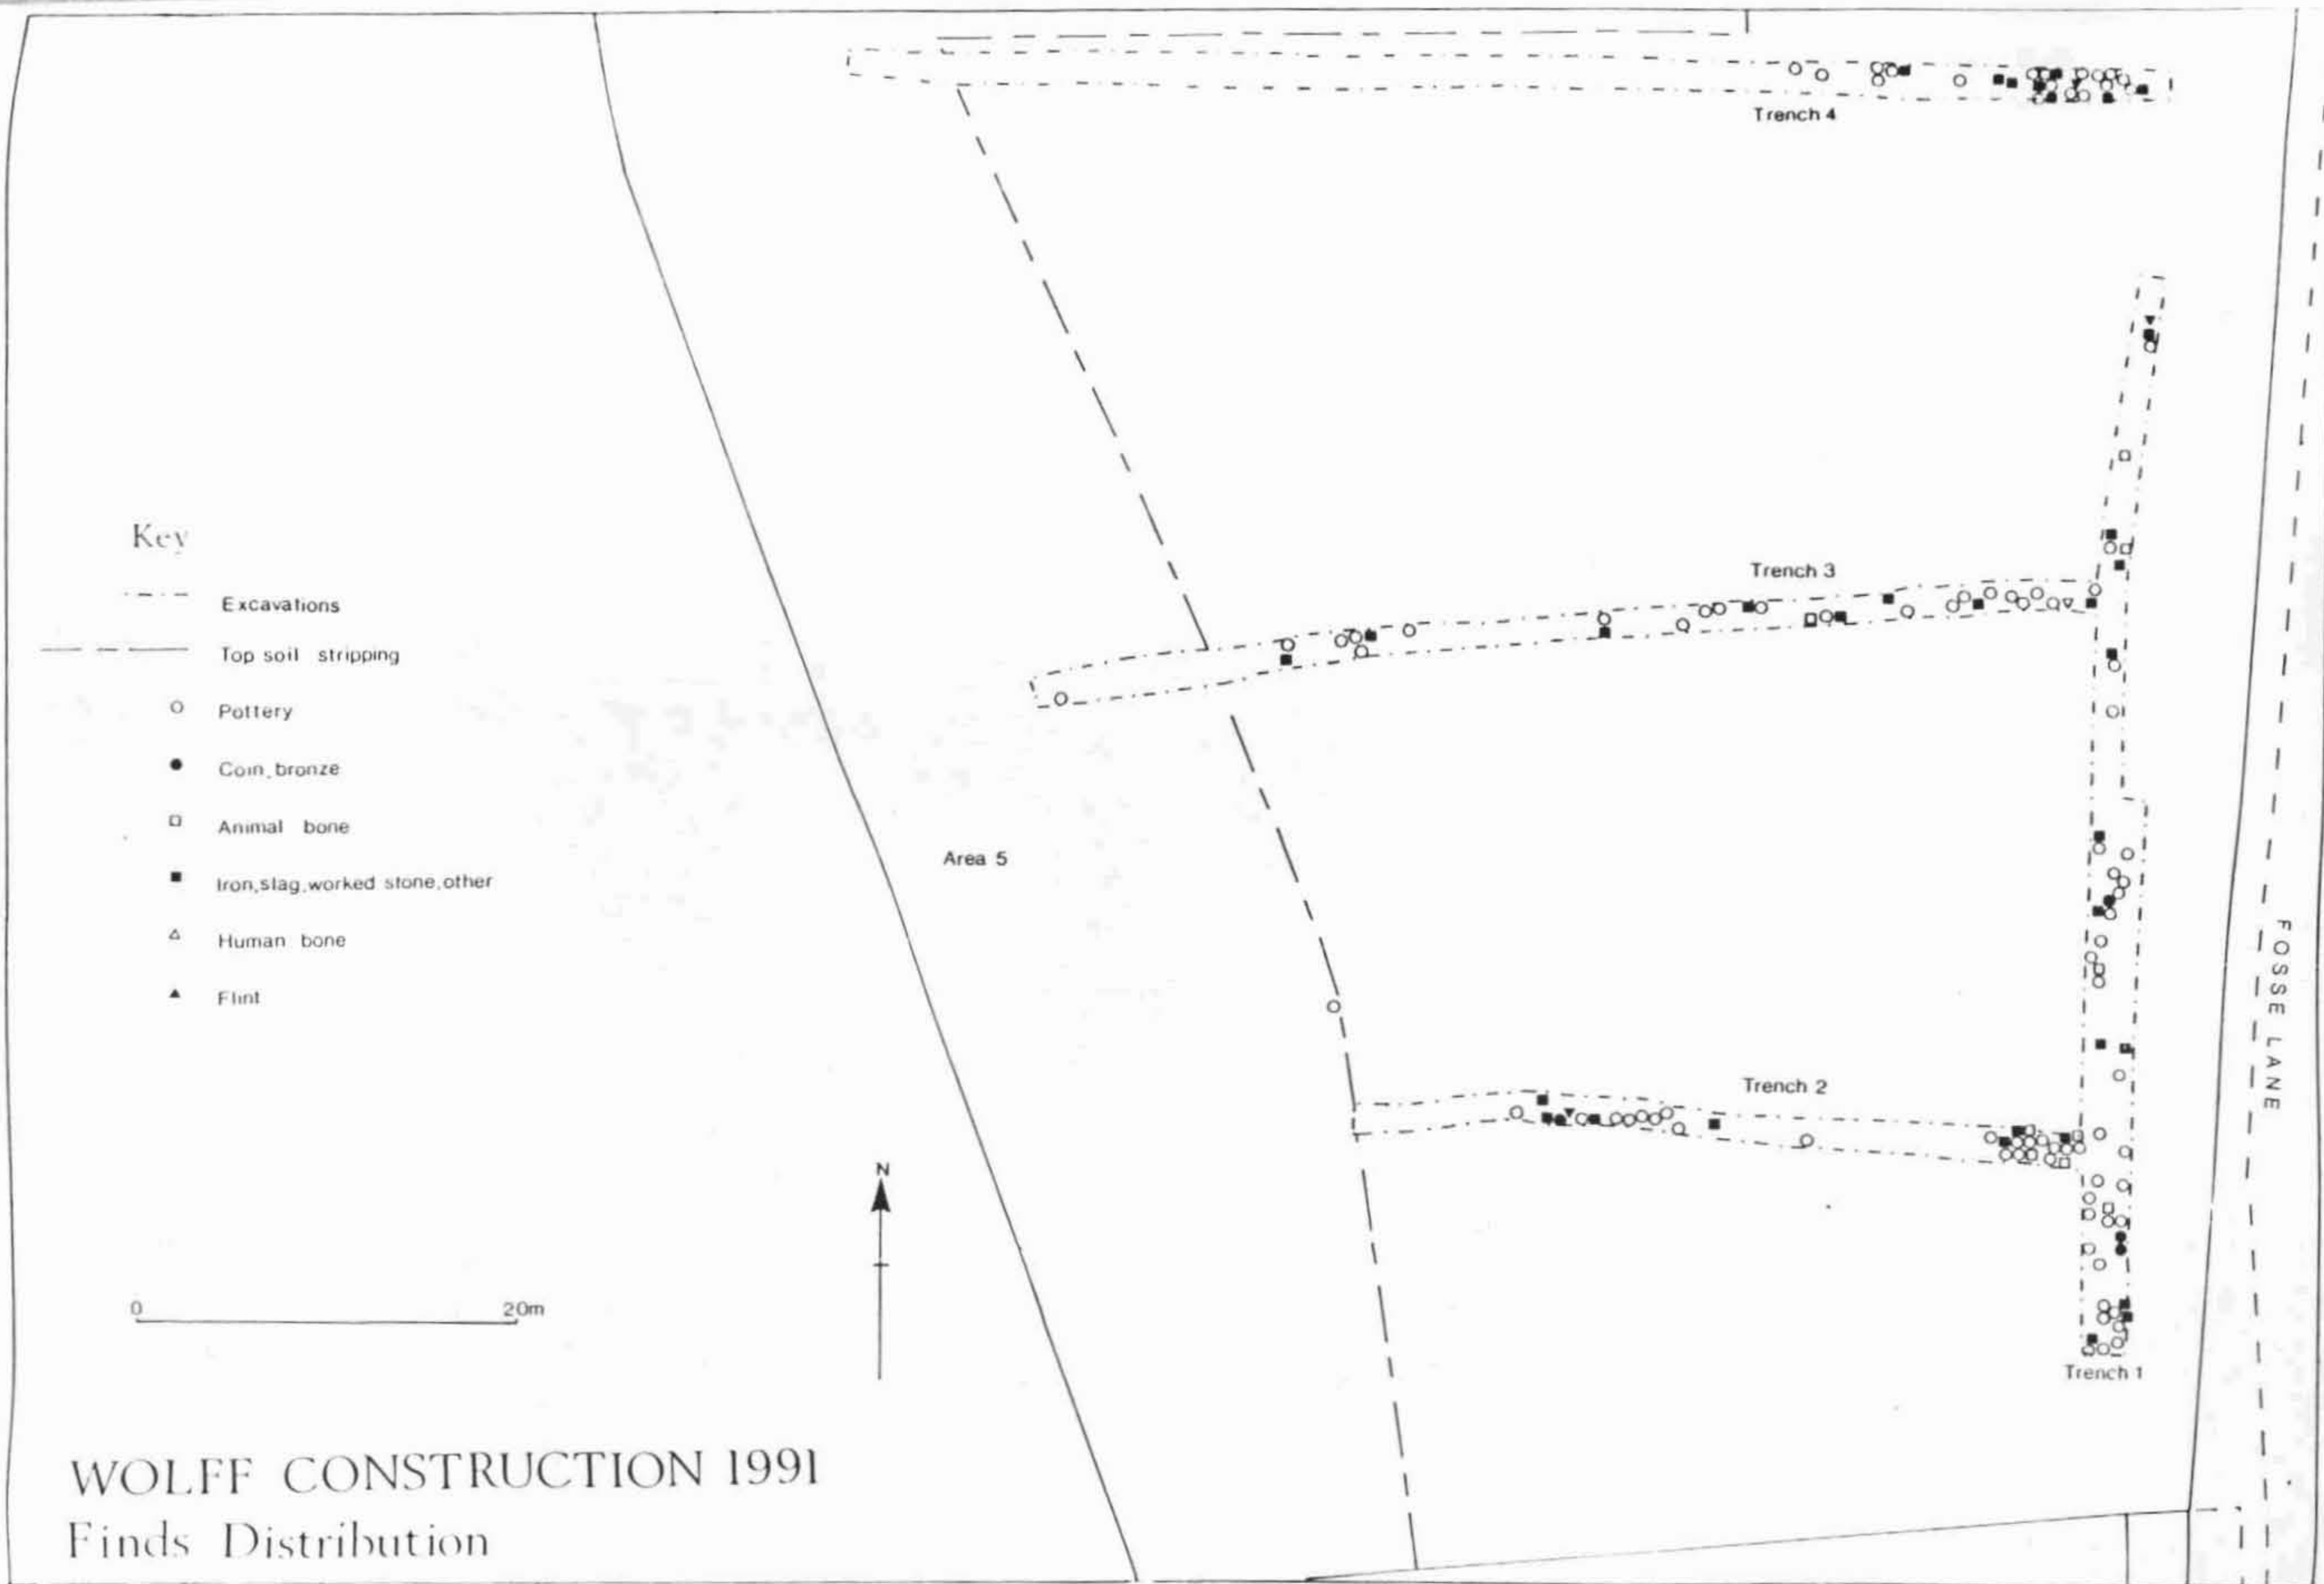 Trench 4
Key
Excavations
Top soil stripping
Pottery
Coin, bronze
Animal bone
Iron, slag, worked stone, other
Human bone
Flint
Trench 3
Area 5
Trench 2
FOSSE LANE
N
0 20m
Trench 1
WOLFF CONSTRUCTION 1991
Finds Distribution